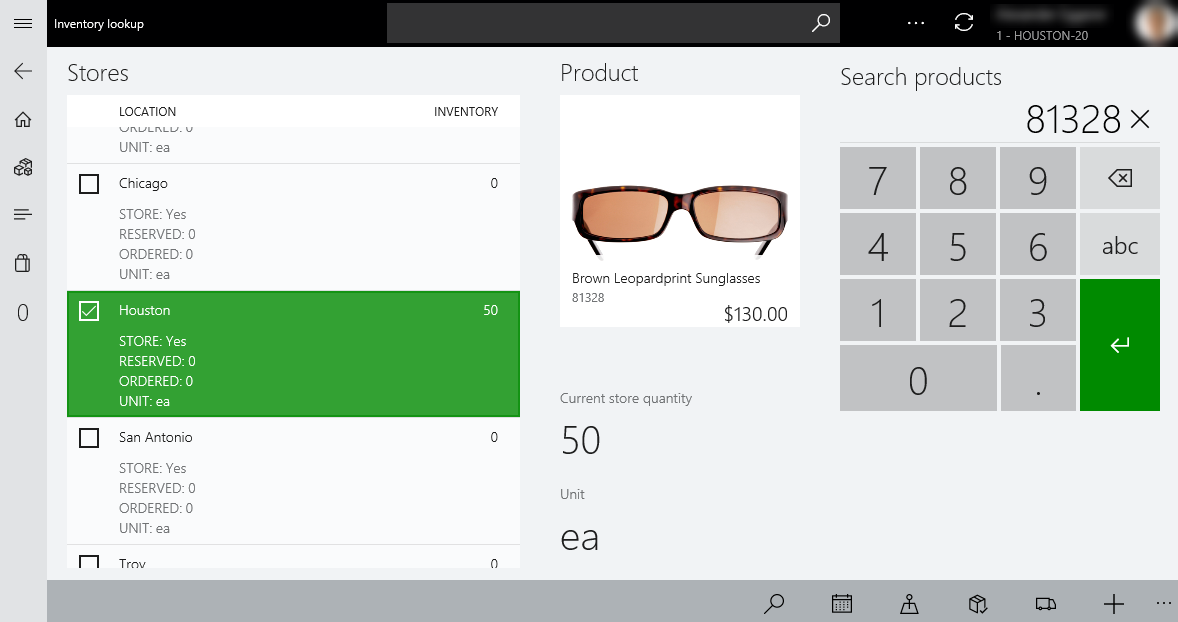 Inventory lookup
1 - HOUSTON-20
Stores
LOCATION INVENTORY
ORDERED: 0
UNIT: ea
Chicago 0
STORE: Yes
RESERVED: 0
ORDERED: 0
UNIT: ea
Houston 50
STORE: Yes
RESERVED: 0
ORDERED: 0
UNIT: ea
San Antonio 0
STORE: Yes
RESERVED: 0
ORDERED: 0
UNIT: ea
Troy 0
0
Product
Brown Leopardprint Sunglasses
81328
$130.00
Current store quantity
50
Unit
ea
Search products
81328
7 8 9
4 5 6 abc
1 2 3
0 .